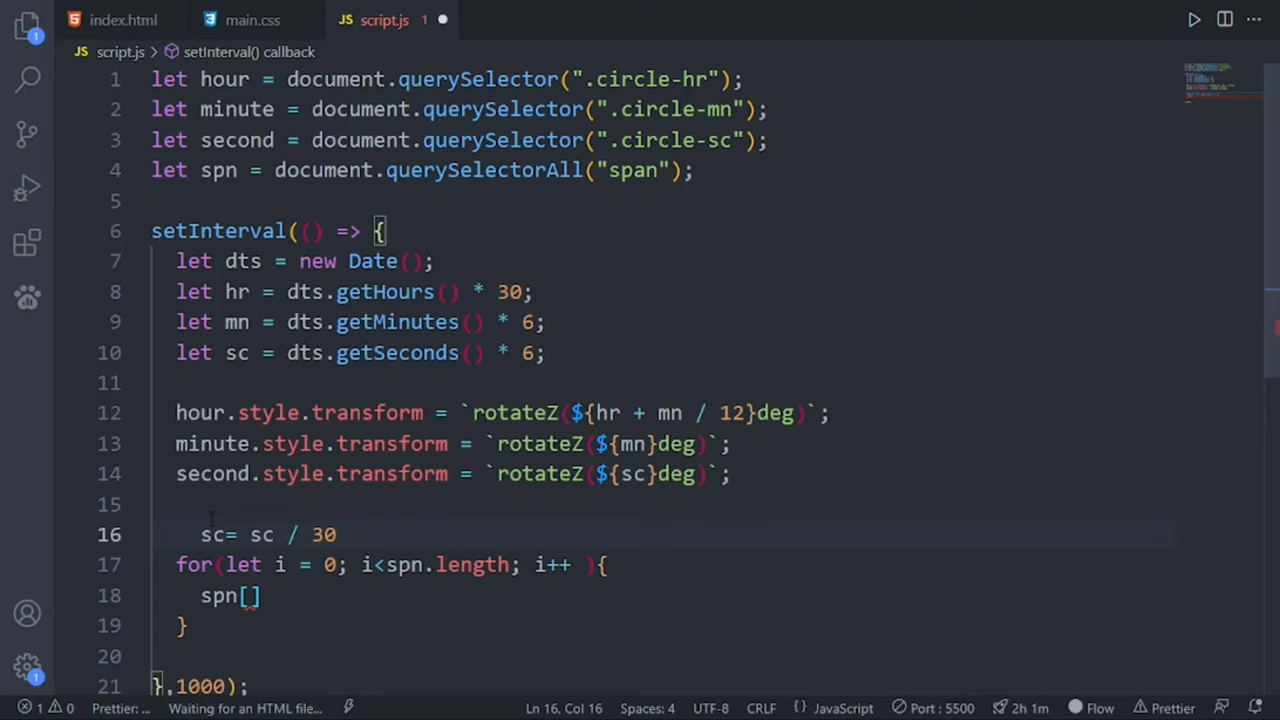 1
index.html
main.css
JS script.js 1
JS script.js > setInterval() callback
1 let hour = document.querySelector(".circle-hr");
2 let minute = document.querySelector(".circle-mn");
3 let second = document.querySelector(".circle-sc");
4 let spn = document.querySelectorAll("span");
5
6 setInterval(() => {
7 let dts = new Date();
8 let hr = dts.getHours() * 30;
9 let mn = dts.getMinutes() * 6;
10 let sc = dts.getSeconds() * 6;
11
12 hour.style.transform = `rotateZ(${hr + mn / 12}deg)`;
13 minute.style.transform = `rotateZ(${mn}deg)`;
14 second.style.transform = `rotateZ(${sc}deg)`;
15
16 sc= sc / 30
17 for(let i = 0; i<spn.length; i++ ){
18 spn[]
19 }
20
21 },1000);
1
1 0 Prettier: ... Waiting for an HTML file... Ln 16, Col 16 Spaces: 4 UTF-8 CRLF {} JavaScript Port : 5500 2h 1m Flow Prettier